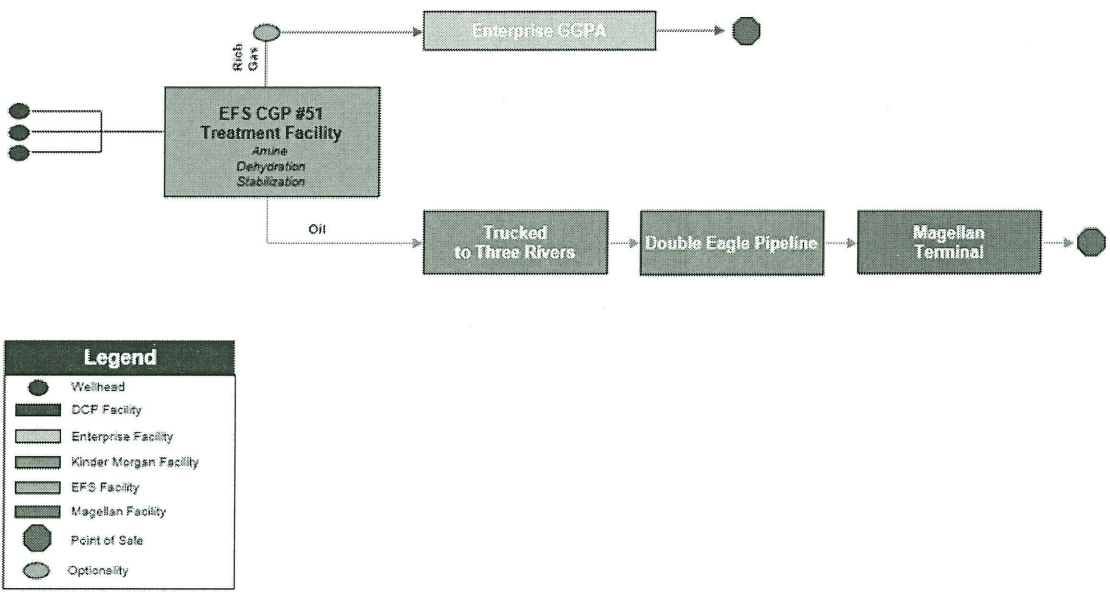 Rich
Gas
Enterprise GGPA
EFS CGP #51
Treatment Facility
Amine
Dehydration
Stabilization
Oil
Trucked
to Three Rivers
Double Eagle Pipeline
Magellan
Terminal
Legend
Wellhead
DCP Facility
Enterprise Facility
Kinder Morgan Facility
EFS Facility
Magellan Facility
Point of Sale
Optionality